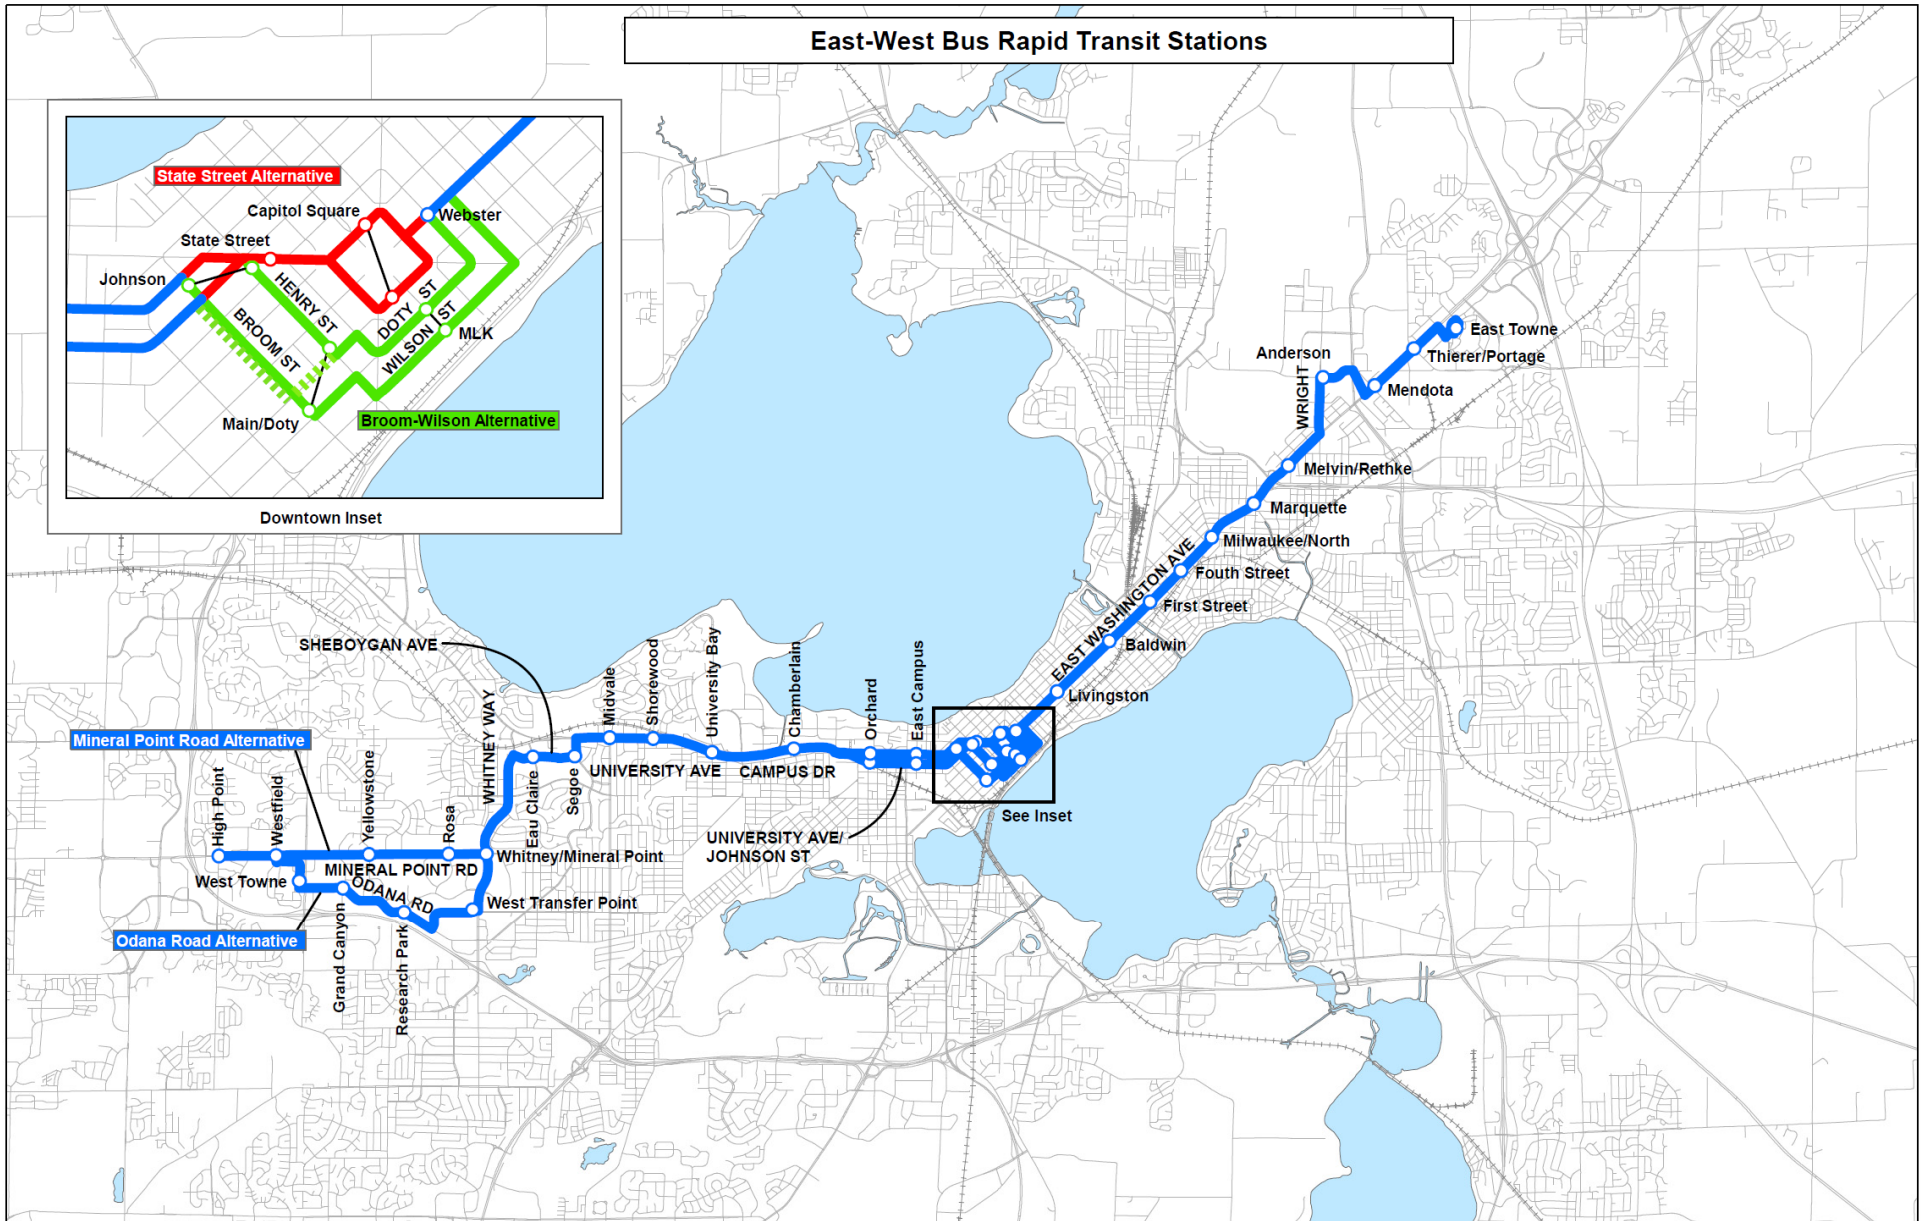 East-West Bus Rapid Transit Stations
State Street Alternative
Capitol Square
Webster
State Street
Johnson
HENRY ST
DOTY ST
BROOM ST
WILSON ST
MLK
Main/Doty
Broom-Wilson Alternative
Downtown Inset
East Towne
Anderson
Thierer/Portage
WRIGHT
Mendota
Melvin/Rethke
Marquette
Milwaukee/North
EAST WASHINGTON AVE
Fouth Street
First Street
Baldwin
Livingston
SHEBOYGAN AVE
Midvale
Shorewood
University Bay
Chamberlain
Orchard
East Campus
WHITNEY WAY
Mineral Point Road Alternative
Eau Claire
Segoe
UNIVERSITY AVE
CAMPUS DR
High Point
Westfield
Yellowstone
Rosa
See Inset
UNIVERSITY AVE/
JOHNSON ST
Whitney/Mineral Point
MINERAL POINT RD
West Towne
ODANA RD
West Transfer Point
Odana Road Alternative
Grand Canyon
Research Park